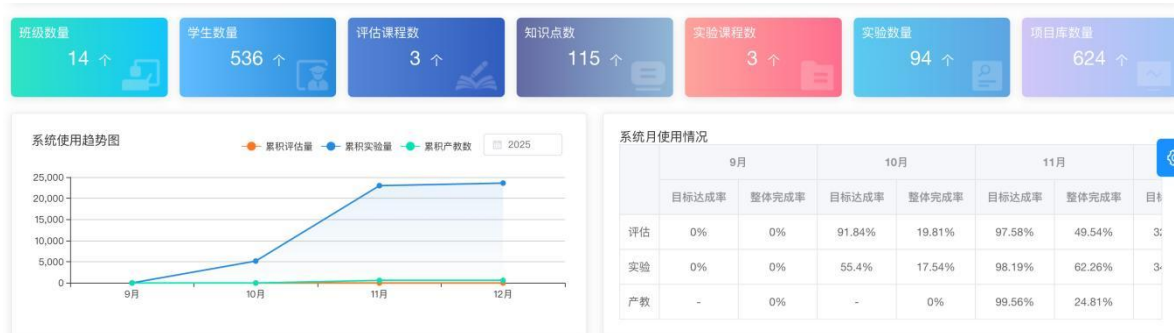 班级数量 学生数量 评估课程数 知识点数 实验课程数 实验数量 项目库数量
14 个 536 个 3 个 115 个 3 个 94 个 624 个
系统使用趋势图
累积评估量 累积实验量 累积产教数 2025
25,000
20,000
15,000
10,000
5,000
0
9月 10月 11月 12月
系统月使用情况
9月 10月 11月
目标达成率 整体完成率 目标达成率 整体完成率 目标达成率 整体完成率
评估 0% 0% 91.84% 19.81% 97.58% 49.54%
实验 0% 0% 55.4% 17.54% 98.19% 62.26%
产教 - 0% - 0% 99.56% 24.81%